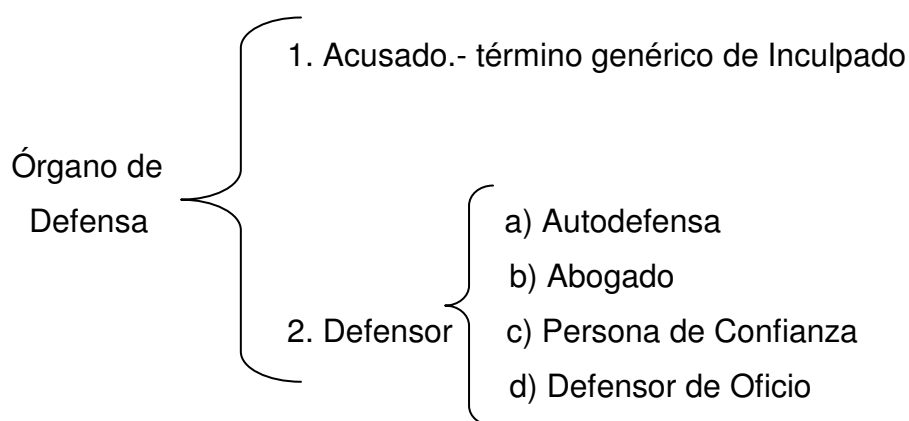 1. Acusado.- término genérico de Inculpado
Órgano de
Defensa
2. Defensor
a) Autodefensa
b) Abogado
c) Persona de Confianza
d) Defensor de Oficio